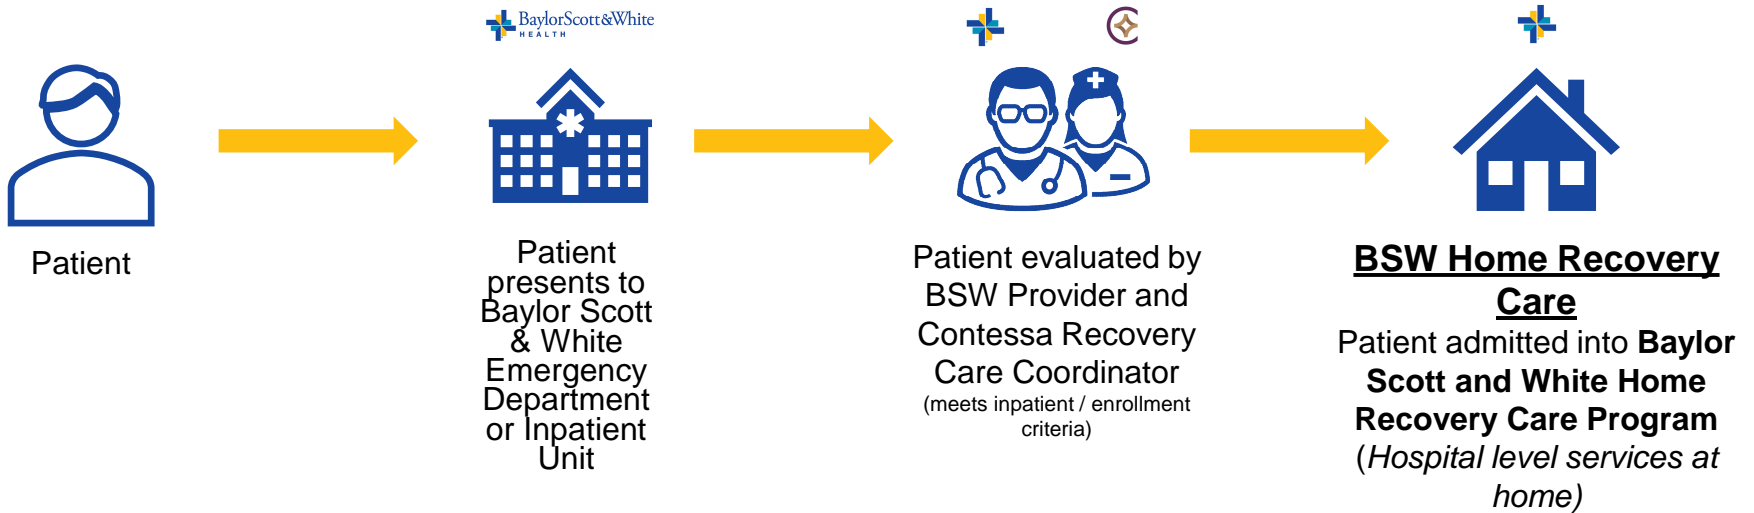 BaylorScott&White
HEALTH
Patient
Patient
presents to
Baylor Scott
& White
Emergency
Department
or Inpatient
Unit
Patient evaluated by
BSW Provider and
Contessa Recovery
Care Coordinator
(meets inpatient / enrollment
criteria)
BSW Home Recovery
Care
Patient admitted into Baylor
Scott and White Home
Recovery Care Program
(Hospital level services at
home)